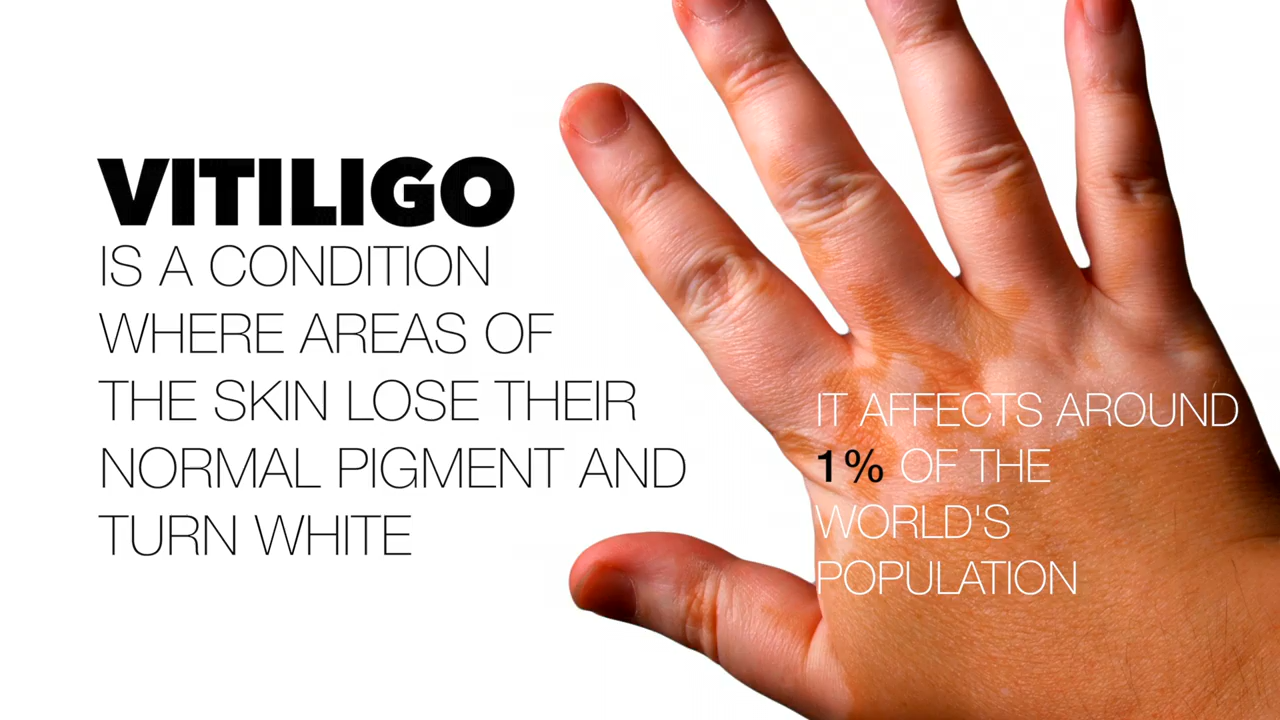 VITILIGO
IS A CONDITION
WHERE AREAS OF
THE SKIN LOSE THEIR
NORMAL PIGMENT AND
TURN WHITE
IT AFFECTS AROUND
1% OF THE
WORLD'S
POPULATION